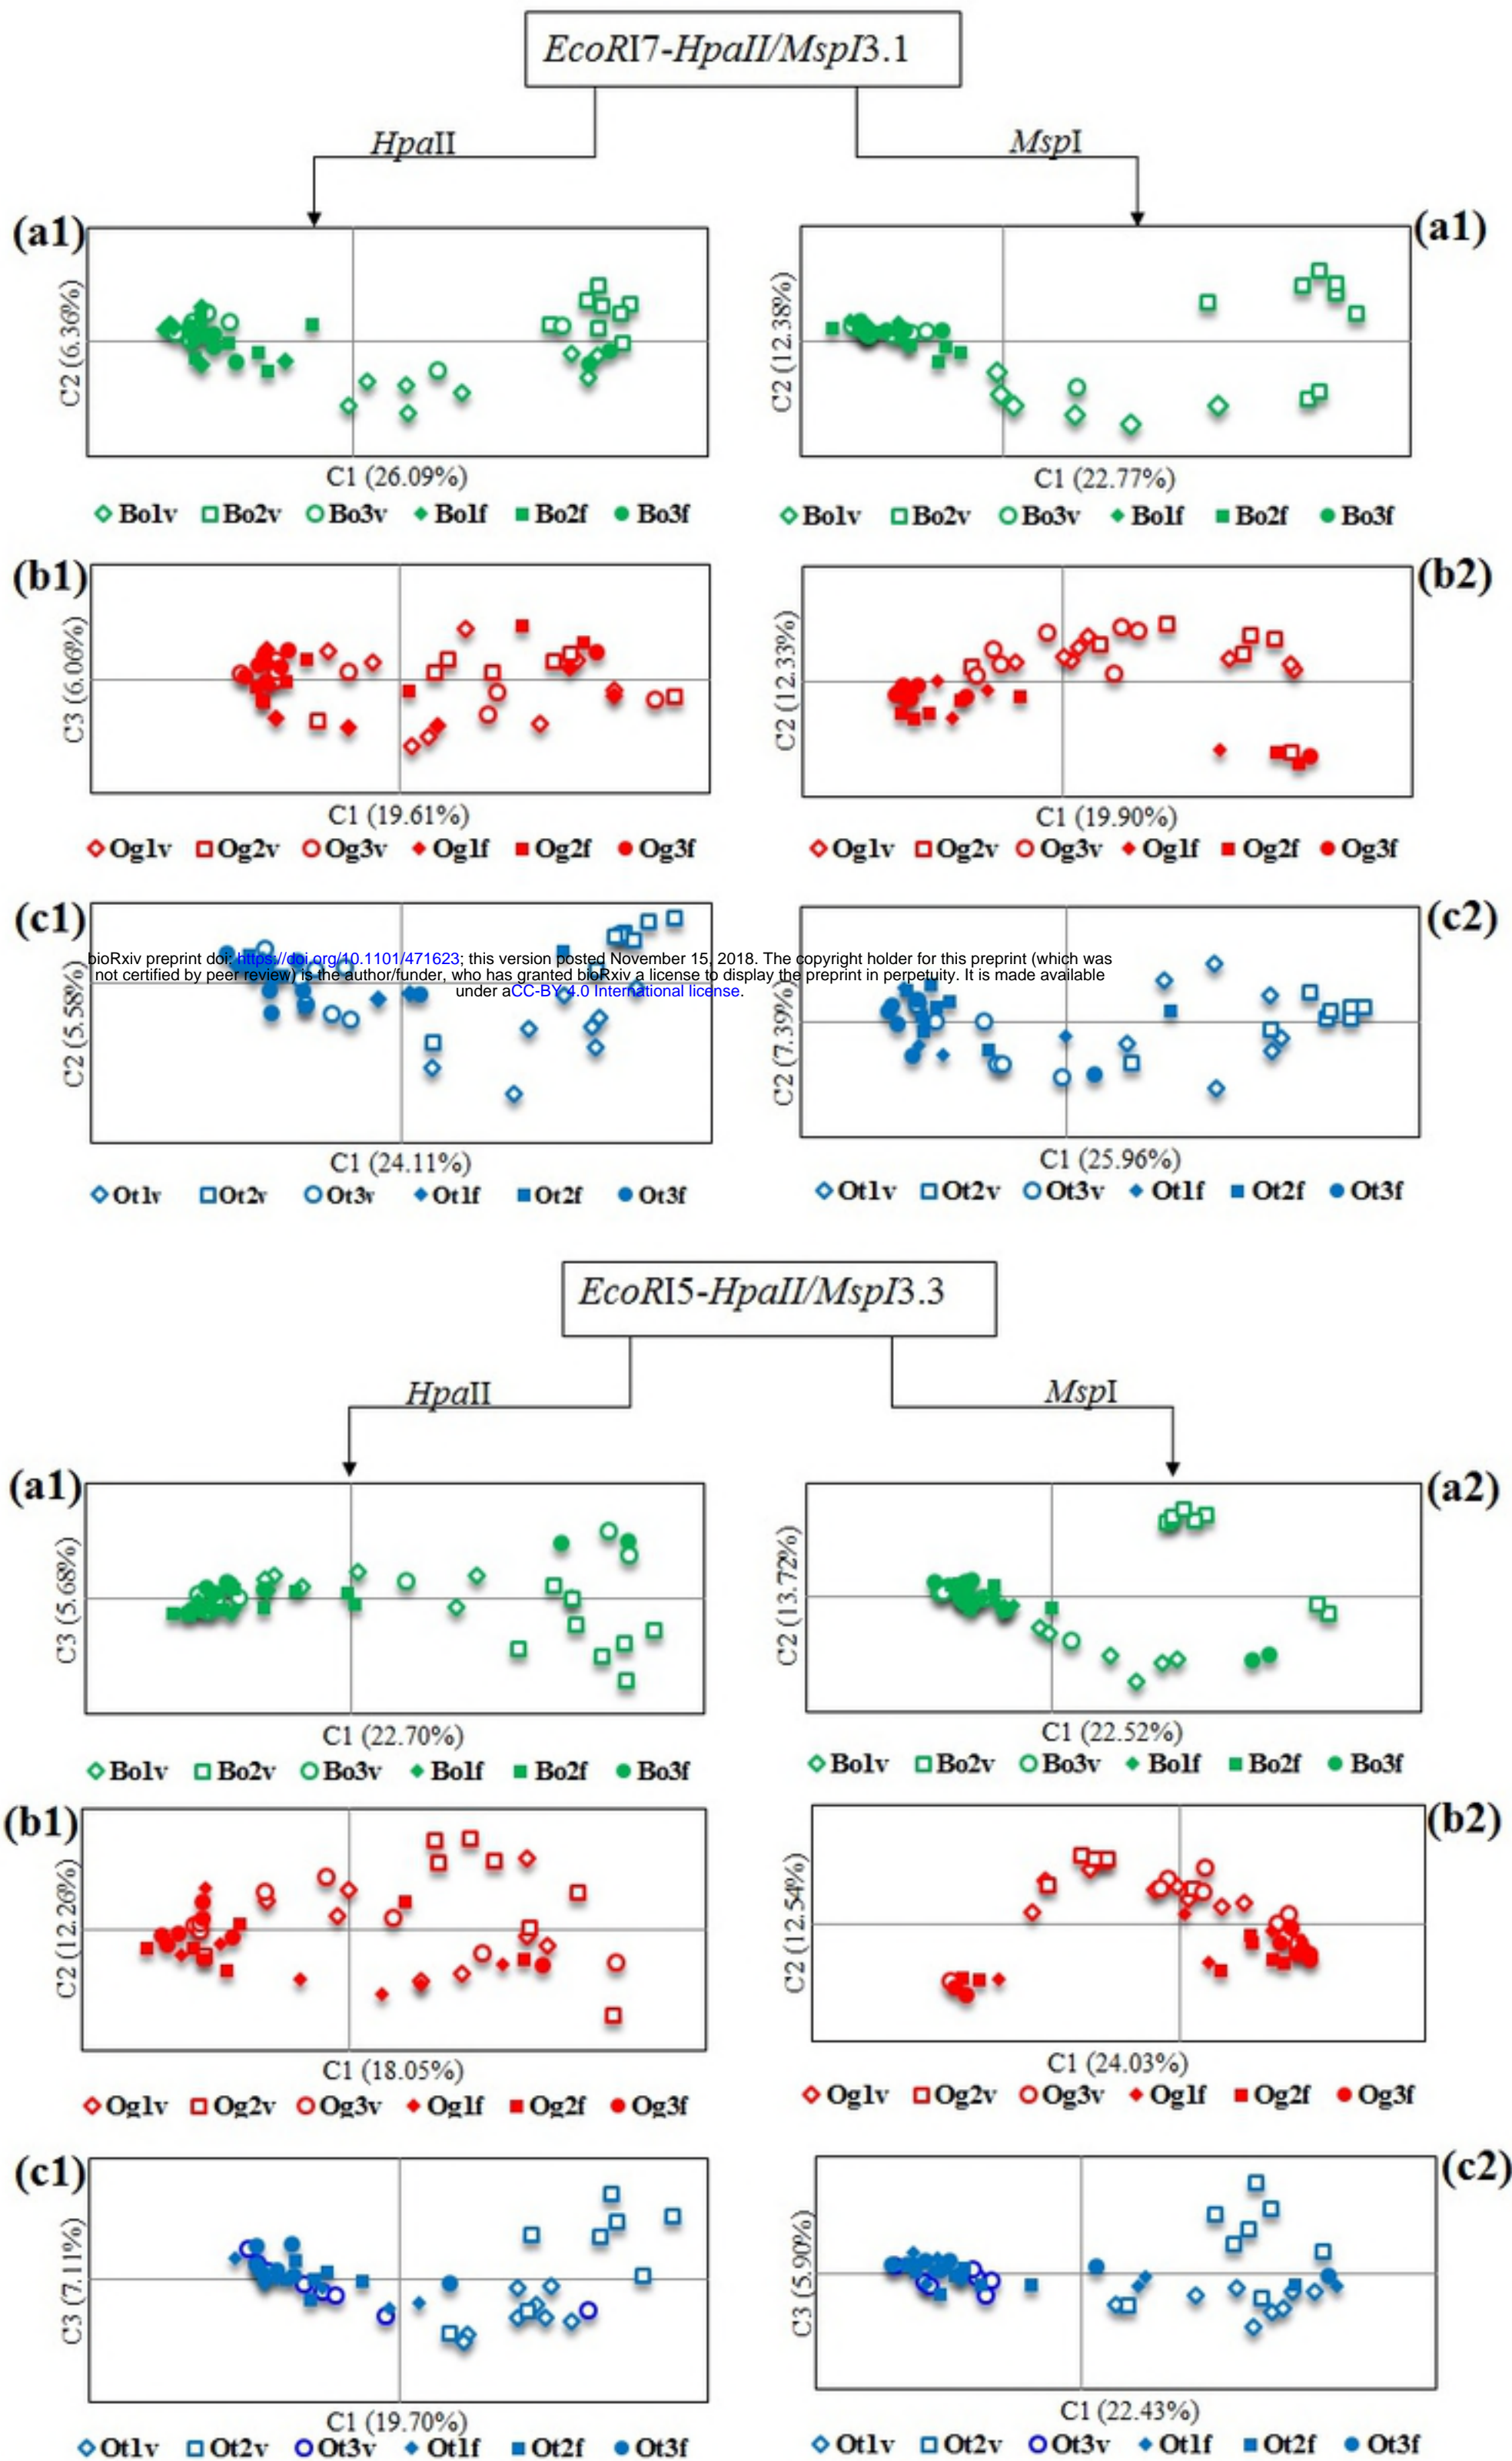 EcoRI7-HpaII/MspI3.1
HpaII
MspI
(a1)
C2 (6.36%)
C1 (26.09%)
Bo1v Bo2v Bo3v Bo1f Bo2f Bo3f
(a1)
C2 (12.38%)
C1 (22.77%)
Bo1v Bo2v Bo3v Bo1f Bo2f Bo3f
(b1)
C3 (6.06%)
C1 (19.61%)
Og1v Og2v Og3v Og1f Og2f Og3f
(b2)
C2 (12.33%)
C1 (19.90%)
Og1v Og2v Og3v Og1f Og2f Og3f
(c1)
C2 (5.58%)
C1 (24.11%)
Ot1v Ot2v Ot3v Ot1f Ot2f Ot3f
(c2)
C2 (7.39%)
C1 (25.96%)
Ot1v Ot2v Ot3v Ot1f Ot2f Ot3f
bioRxiv preprint doi: https://doi.org/10.1101/471623; this version posted November 15, 2018. The copyright holder for this preprint (which was
not certified by peer review) is the author/funder, who has granted bioRxiv a license to display the preprint in perpetuity. It is made available
under aCC-BY 4.0 International license.
EcoRI5-HpaII/MspI3.3
HpaII
MspI
(a1)
C3 (5.68%)
C1 (22.70%)
Bo1v Bo2v Bo3v Bo1f Bo2f Bo3f
(a2)
C2 (13.72%)
C1 (22.52%)
Bo1v Bo2v Bo3v Bo1f Bo2f Bo3f
(b1)
C2 (12.26%)
C1 (18.05%)
Og1v Og2v Og3v Og1f Og2f Og3f
(b2)
C2 (12.54%)
C1 (24.03%)
Og1v Og2v Og3v Og1f Og2f Og3f
(c1)
C3 (7.11%)
C1 (19.70%)
Ot1v Ot2v Ot3v Ot1f Ot2f Ot3f
(c2)
C3 (5.90%)
C1 (22.43%)
Ot1v Ot2v Ot3v Ot1f Ot2f Ot3f